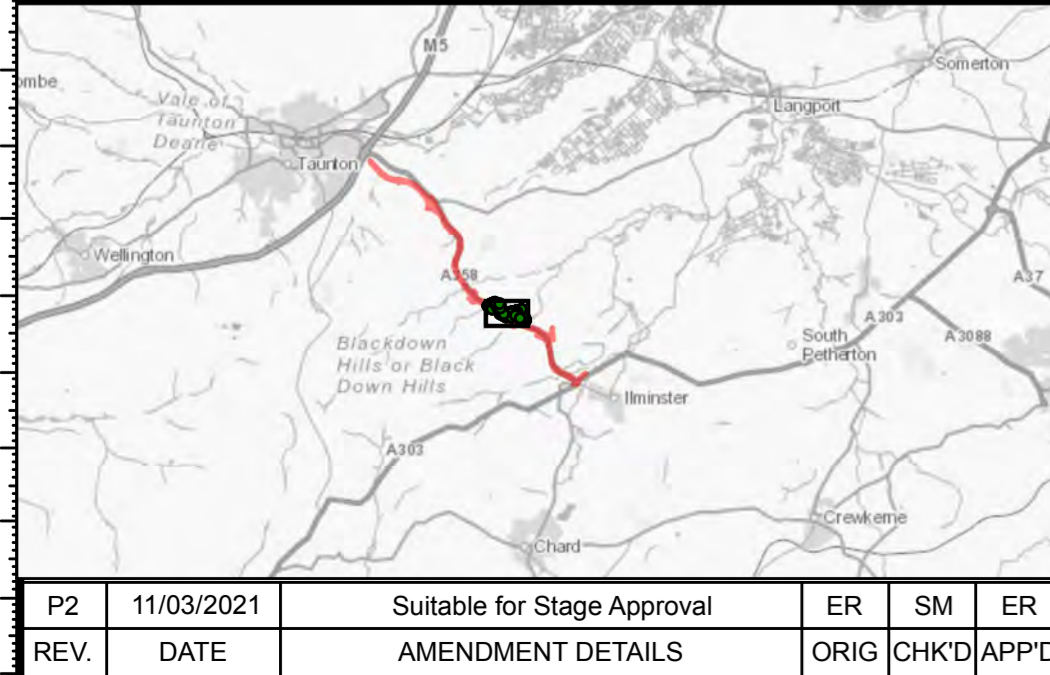 M5
Somerton
ombe
Vale of
Taunton
Deane
Langport
Taunton
Wellington
A358
A37
A303
South
Petherton
A3088
Blackdown
Hills or Black
Down Hills
Ilminster
A303
Crewkerne
Chard
P2 11/03/2021 Suitable for Stage Approval ER SM ER
REV. DATE AMENDMENT DETAILS ORIG CHK'D APP'D